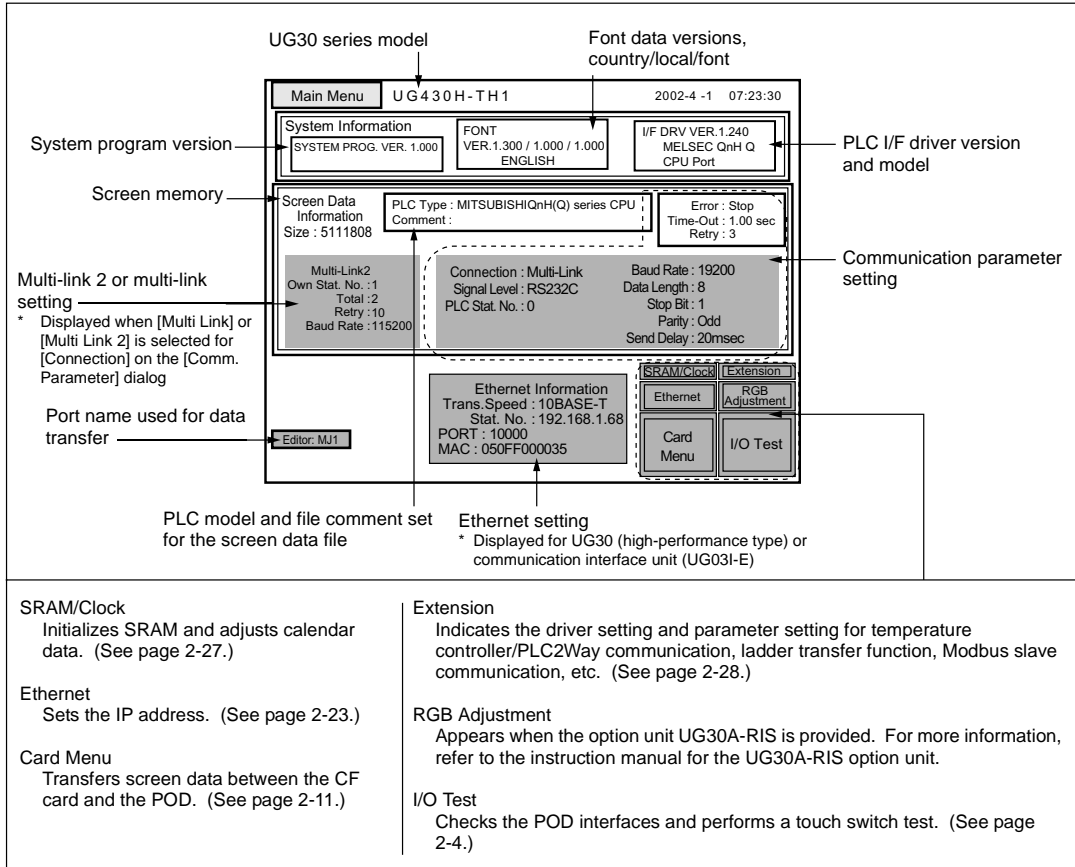 UG30 series model
Font data versions,
country/local/font
Main Menu UG430H-TH1 2002-4 -1 07:23:30
System program version
System Information
SYSTEM PROG. VER. 1.000
FONT
VER.1.300 / 1.000 / 1.000
ENGLISH
I/F DRV VER.1.240
MELSEC QnH Q
CPU Port
PLC I/F driver version
and model
Screen memory
Screen Data
Information
Size : 5111808
PLC Type : MITSUBISHIQnH(Q) series CPU
Comment :
Error : Stop
Time-Out : 1.00 sec
Retry : 3
Communication parameter
setting
Multi-link 2 or multi-link
setting
* Displayed when [Multi Link] or
[Multi Link 2] is selected for
[Connection] on the [Comm.
Parameter] dialog
Multi-Link2
Own Stat. No. : 1
Total : 2
Retry : 10
Baud Rate : 115200
Connection : Multi-Link
Signal Level : RS232C
PLC Stat. No. : 0
Baud Rate : 19200
Data Length : 8
Stop Bit : 1
Parity : Odd
Send Delay : 20msec
Port name used for data
transfer
Editor: MJ1
Ethernet Information
Trans.Speed : 10BASE-T
Stat. No. : 192.168.1.68
PORT : 10000
MAC : 050FF000035
SRAM/Clock Extension
Ethernet
RGB
Adjustment
Card
Menu
I/O Test
PLC model and file comment set
for the screen data file
Ethernet setting
* Displayed for UG30 (high-performance type) or
communication interface unit (UG03I-E)
SRAM/Clock
Initializes SRAM and adjusts calendar
data. (See page 2-27.)
Ethernet
Sets the IP address. (See page 2-23.)
Card Menu
Transfers screen data between the CF
card and the POD. (See page 2-11.)
Extension
Indicates the driver setting and parameter setting for temperature
controller/PLC2Way communication, ladder transfer function, Modbus slave
communication, etc. (See page 2-28.)
RGB Adjustment
Appears when the option unit UG30A-RIS is provided. For more information,
refer to the instruction manual for the UG30A-RIS option unit.
I/O Test
Checks the POD interfaces and performs a touch switch test. (See page
2-4.)